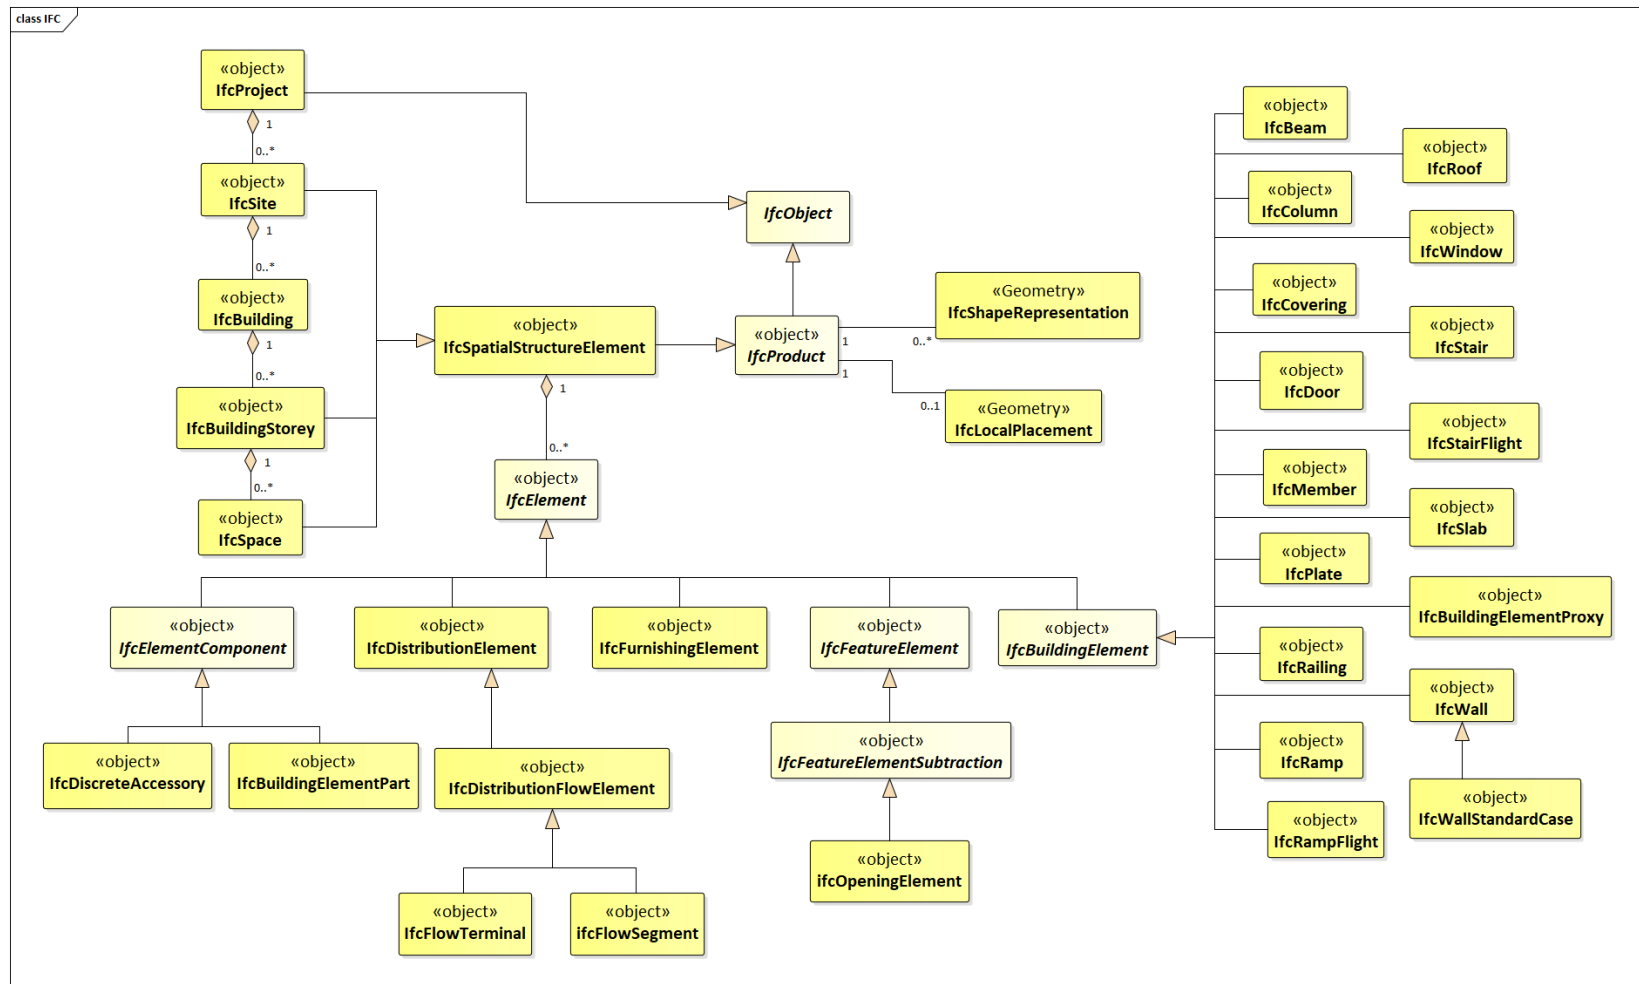 class IFC
«object»
IfcProject
1
0..*
«object»
IfcSite
1
0..*
«object»
IfcBuilding
1
0..*
«object»
IfcBuildingStorey
1
0..*
«object»
IfcSpace
IfcObject
«object»
IfcSpatialStructureElement
1
0..*
«object»
IfcProduct
1
0..*
1
0..1
«Geometry»
IfcShapeRepresentation
«Geometry»
IfcLocalPlacement
«object»
IfcElement
«object»
IfcElementComponent
«object»
IfcDistributionElement
«object»
IfcFurnishingElement
«object»
IfcFeatureElement
«object»
IfcBuildingElement
«object»
IfcDiscreteAccessory
«object»
IfcBuildingElementPart
«object»
IfcDistributionFlowElement
«object»
IfcFeatureElementSubtraction
«object»
IfcFlowTerminal
«object»
ifcFlowSegment
«object»
ifcOpeningElement
«object»
IfcBeam
«object»
IfcRoof
«object»
IfcColumn
«object»
IfcWindow
«object»
IfcCovering
«object»
IfcStair
«object»
IfcDoor
«object»
IfcStairFlight
«object»
IfcMember
«object»
IfcSlab
«object»
IfcPlate
«object»
IfcBuildingElementProxy
«object»
IfcRailing
«object»
IfcWall
«object»
IfcRamp
«object»
IfcWallStandardCase
«object»
IfcRampFlight